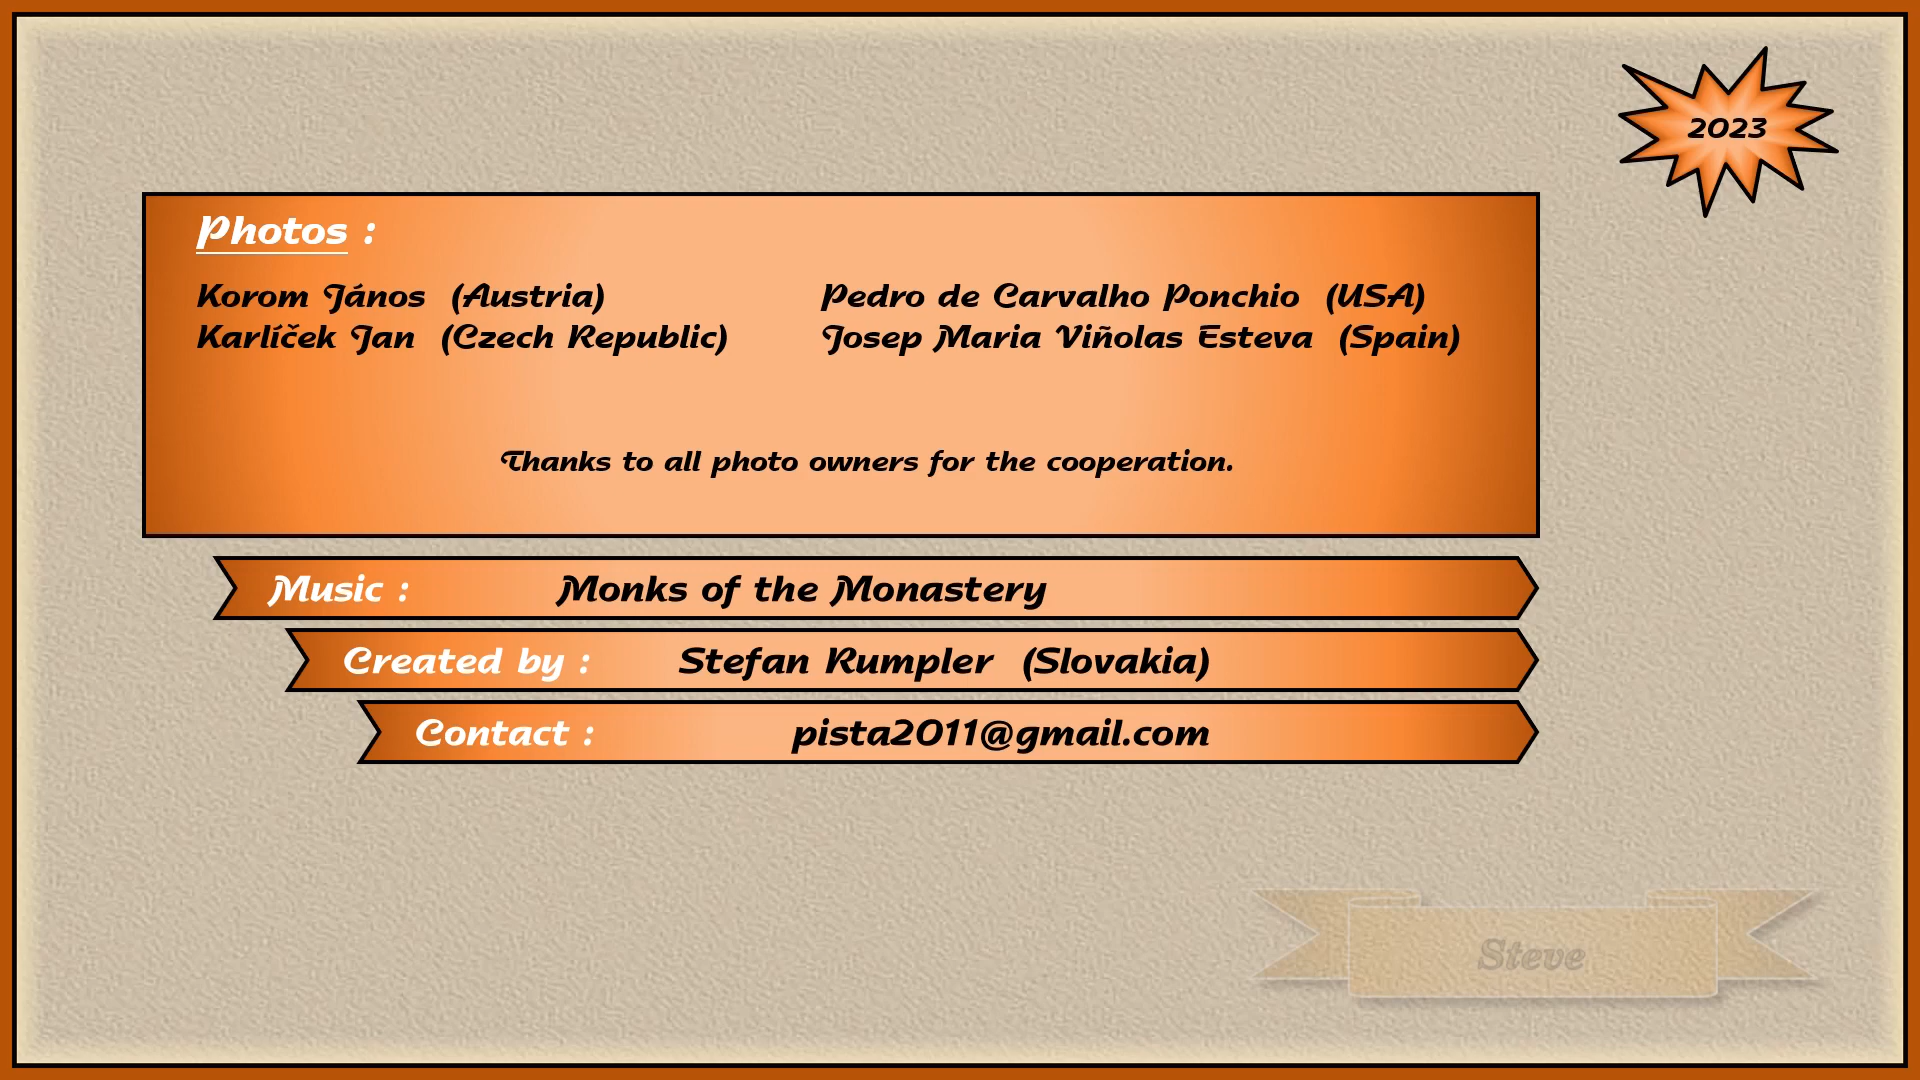 2023
Photos :
Korom János (Austria)
Karlíček Jan (Czech Republic)
Pedro de Carvalho Ponchio (USA)
Josep Maria Viñolas Esteva (Spain)
Thanks to all photo owners for the cooperation.
Music : Monks of the Monastery
Created by : Stefan Rumpler (Slovakia)
Contact : pista2011@gmail.com
Steve